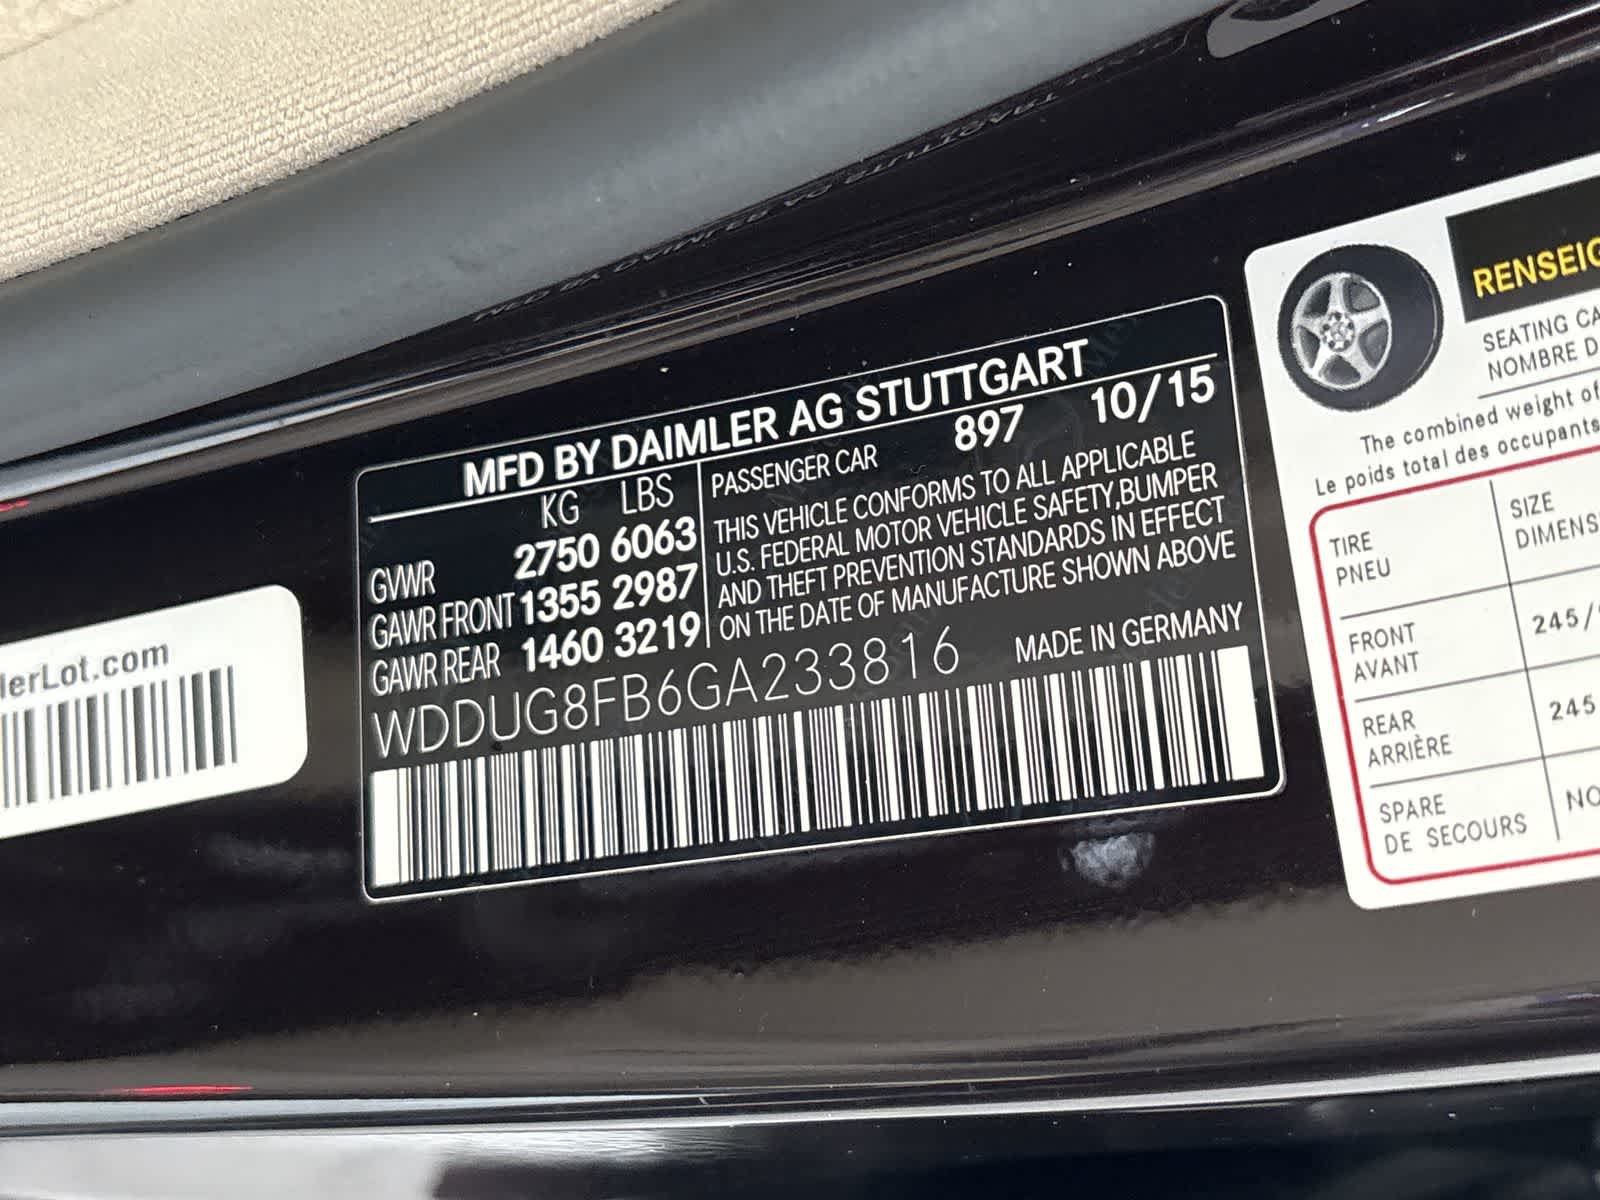 MFD BY DAIMLER AG STUTTGART
KG LBS
GVWR 2750 6063
GAWR FRONT 1355 2987
GAWR REAR 1460 3219
PASSENGER CAR 897 10/15
THIS VEHICLE CONFORMS TO ALL APPLICABLE
U.S. FEDERAL MOTOR VEHICLE SAFETY,BUMPER
AND THEFT PREVENTION STANDARDS IN EFFECT
ON THE DATE OF MANUFACTURE SHOWN ABOVE
WDDUG8FB6GA233816
MADE IN GERMANY
lerLot.com
RENSEIG
SEATING CA
NOMBRE D
The combined weight of
Le poids total des occupants
TIRE
PNEU
SIZE
DIMENS
FRONT
AVANT
245/
REAR
ARRIÈRE
245
SPARE
DE SECOURS
NO